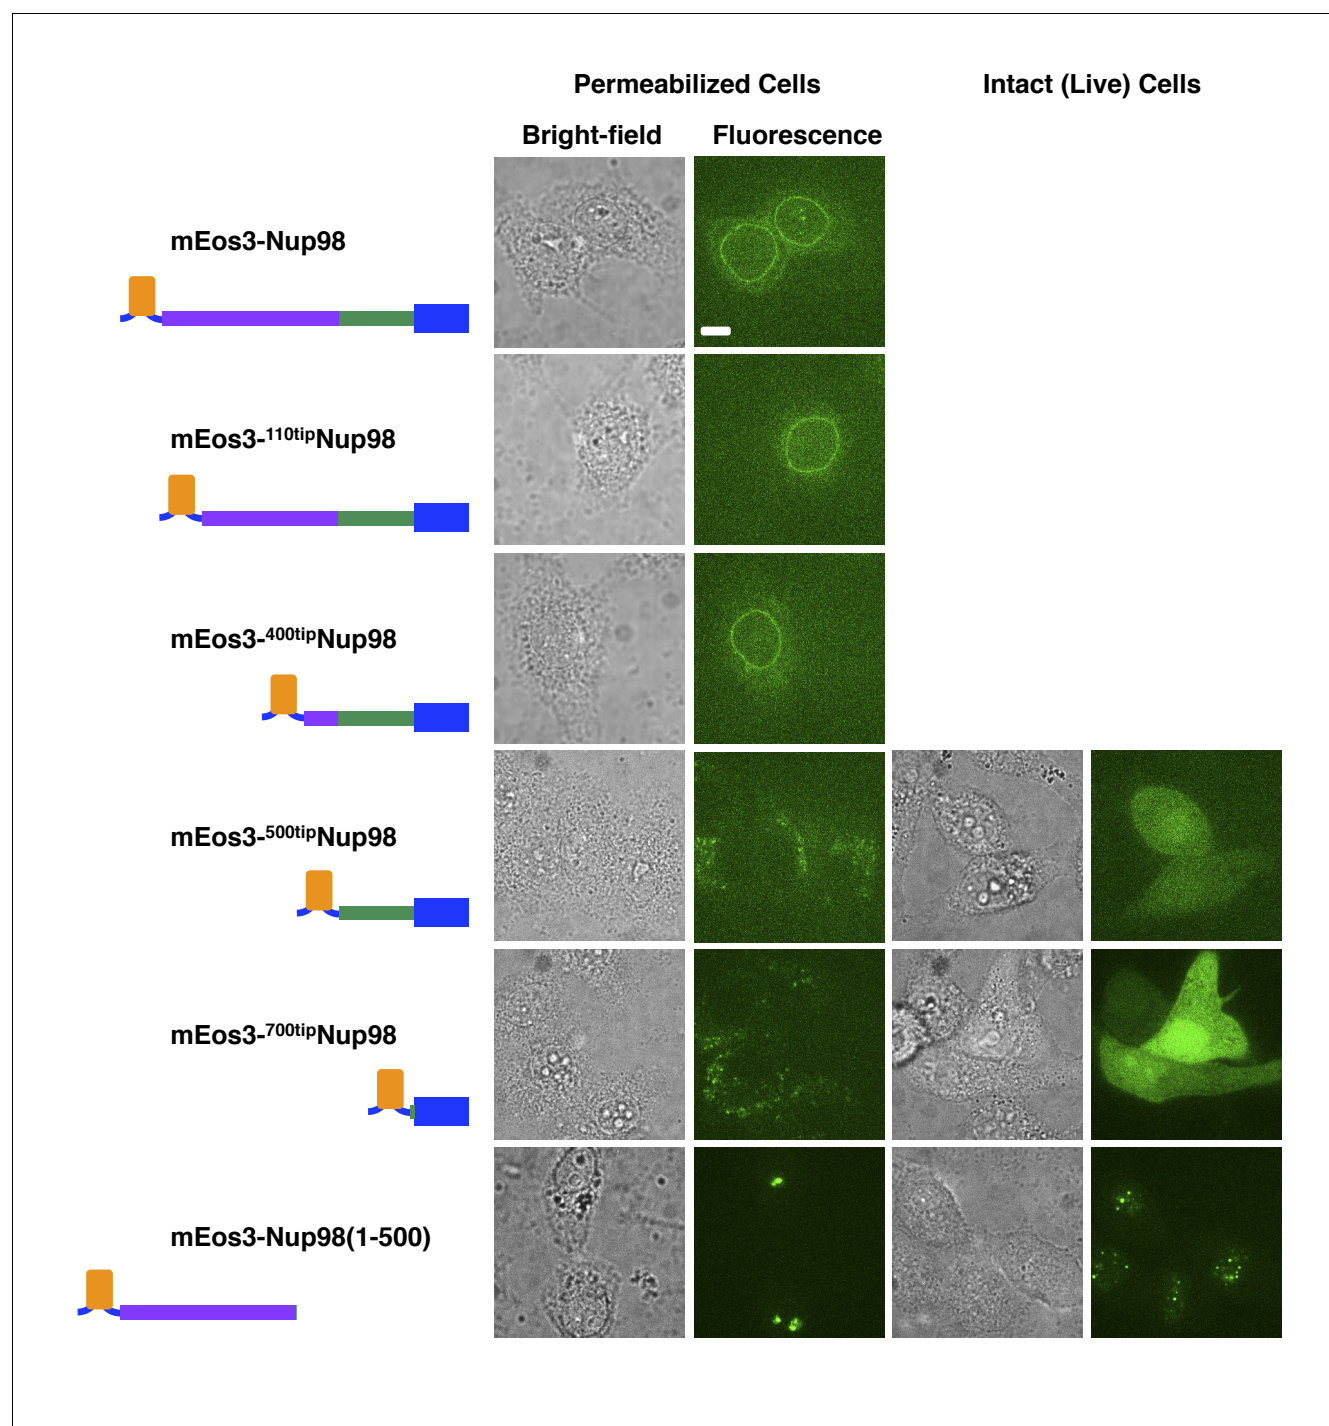 Permeabilized Cells Intact (Live) Cells
Bright-field Fluorescence
mEos3-Nup98
mEos3-110tipNup98
mEos3-400tipNup98
mEos3-500tipNup98
mEos3-700tipNup98
mEos3-Nup98(1-500)